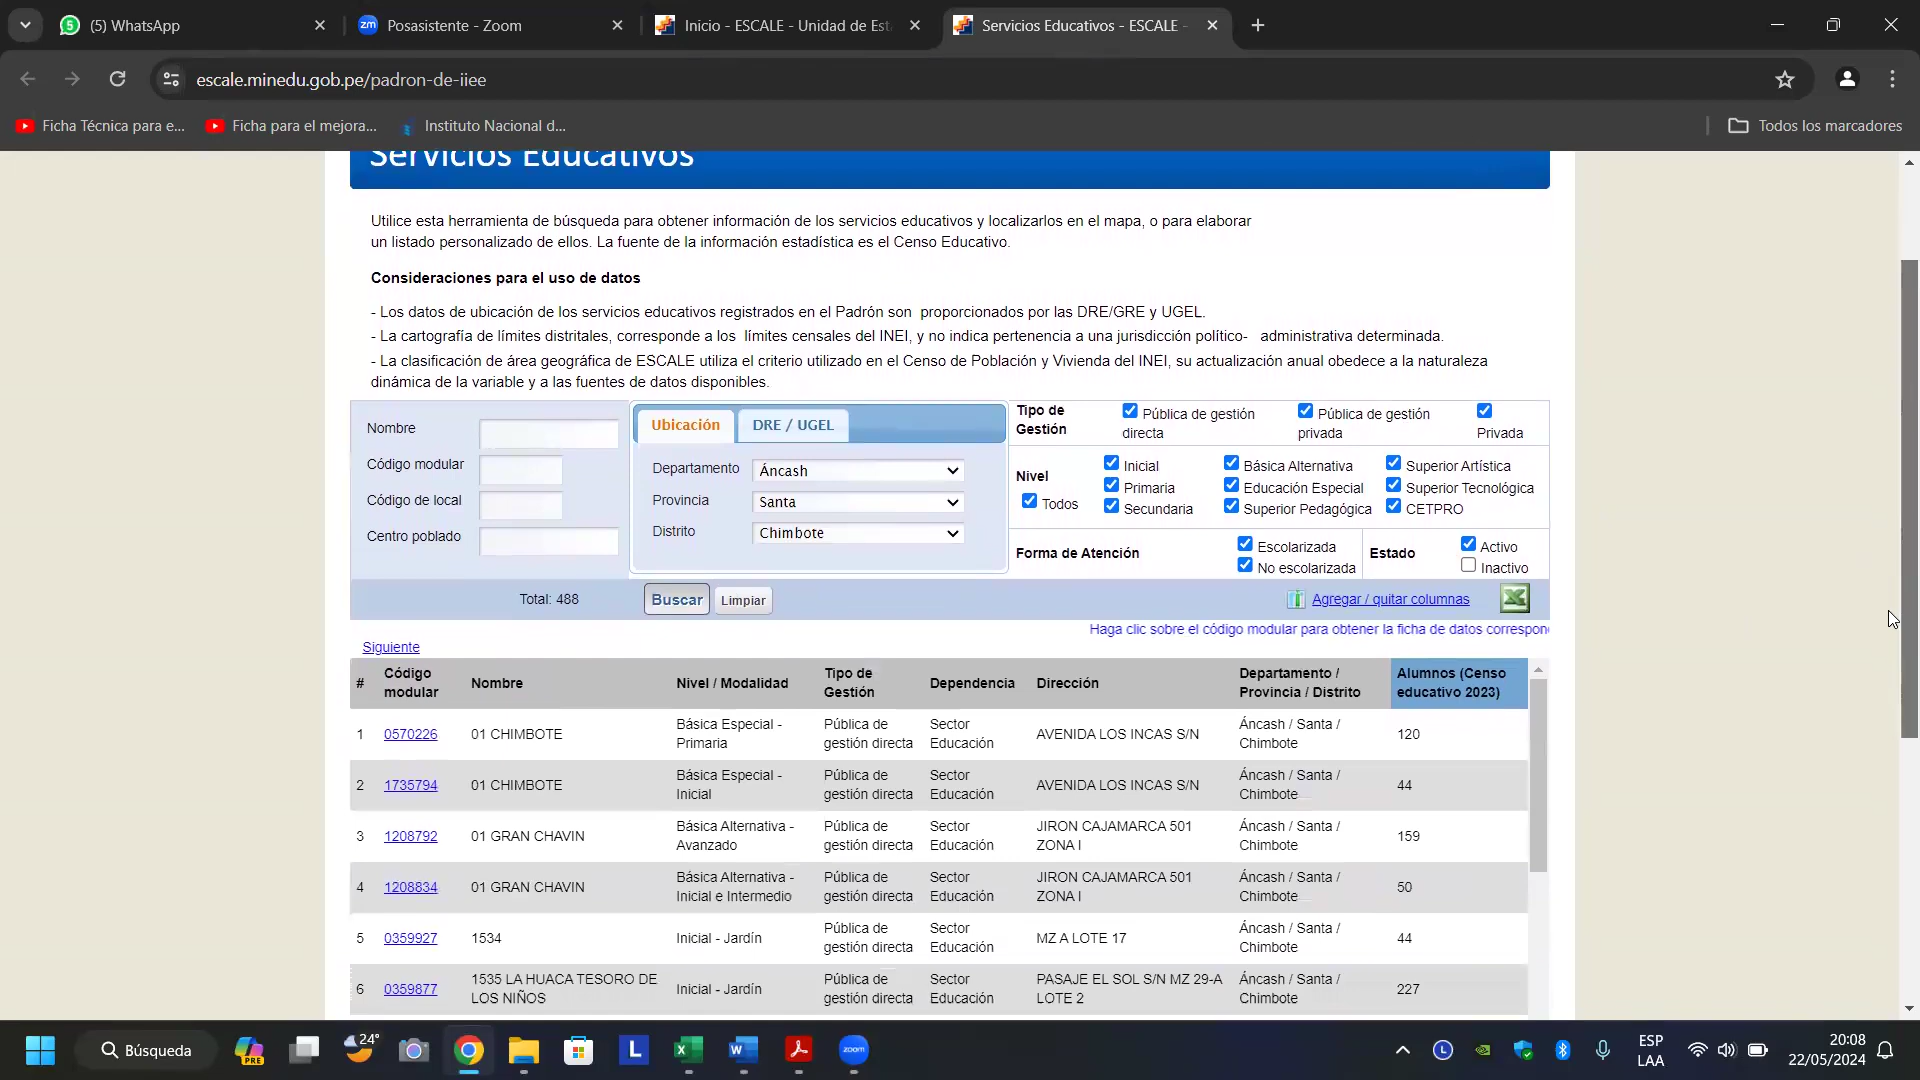 (5) WhatsApp
Posasistente - Zoom
Inicio - ESCALE - Unidad de Est
Servicios Educativos - ESCALE -
escale.minedu.gob.pe/padron-de-iiee
Ficha Técnica para e...
Ficha para el mejora...
Instituto Nacional d...
Todos los marcadores
Servicios Educativos
Utilice esta herramienta de búsqueda para obtener información de los servicios educativos y localizarlos en el mapa, o para elaborar
un listado personalizado de ellos. La fuente de la información estadística es el Censo Educativo.
Consideraciones para el uso de datos
- Los datos de ubicación de los servicios educativos registrados en el Padrón son proporcionados por las DRE/GRE y UGEL.
- La cartografía de límites distritales, corresponde a los límites censales del INEI, y no indica pertenencia a una jurisdicción político- administrativa determinada.
- La clasificación de área geográfica de ESCALE utiliza el criterio utilizado en el Censo de Población y Vivienda del INEI, su actualización anual obedece a la naturaleza
dinámica de la variable y a las fuentes de datos disponibles.
Nombre
Código modular
Código de local
Centro poblado
Ubicación
DRE / UGEL
Departamento Áncash
Provincia Santa
Distrito Chimbote
Tipo de
Gestión
Pública de gestión
directa
Pública de gestión
privada
Privada
Nivel
Todos
Inicial Básica Alternativa Superior Artística
Primaria Educación Especial Superior Tecnológica
Secundaria Superior Pedagógica CETPRO
Forma de Atención
Escolarizada
No escolarizada
Estado
Activo
Inactivo
Total: 488
Buscar
Limpiar
Agregar / quitar columnas
Haga clic sobre el código modular para obtener la ficha de datos correspon
Siguiente
# Código modular Nombre Nivel / Modalidad Tipo de Gestión Dependencia Dirección Departamento / Provincia / Distrito Alumnos (Censo educativo 2023)
1 0570226 01 CHIMBOTE Básica Especial - Primaria Pública de gestión directa Sector Educación AVENIDA LOS INCAS S/N Áncash / Santa / Chimbote 120
2 1735794 01 CHIMBOTE Básica Especial - Inicial Pública de gestión directa Sector Educación AVENIDA LOS INCAS S/N Áncash / Santa / Chimbote 44
3 1208792 01 GRAN CHAVIN Básica Alternativa - Avanzado Pública de gestión directa Sector Educación JIRON CAJAMARCA 501 ZONA I Áncash / Santa / Chimbote 159
4 1208834 01 GRAN CHAVIN Básica Alternativa - Inicial e Intermedio Pública de gestión directa Sector Educación JIRON CAJAMARCA 501 ZONA I Áncash / Santa / Chimbote 50
5 0359927 1534 Inicial - Jardín Pública de gestión directa Sector Educación MZ A LOTE 17 Áncash / Santa / Chimbote 44
6 0359877 1535 LA HUACA TESORO DE LOS NIÑOS Inicial - Jardín Pública de gestión directa Sector Educación PASAJE EL SOL S/N MZ 29-A LOTE 2 Áncash / Santa / Chimbote 227
Búsqueda
PRE
24°
zoom
ESP
LAA
20:08
22/05/2024